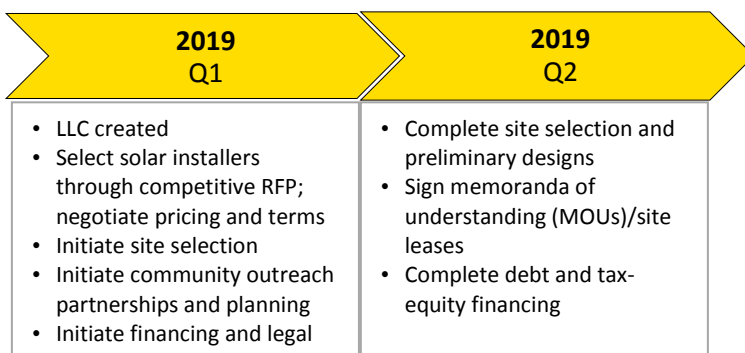 2019
Q1
• LLC created
• Select solar installers
through competitive RFP;
negotiate pricing and terms
• Initiate site selection
• Initiate community outreach
partnerships and planning
• Initiate financing and legal
2019
Q2
• Complete site selection and
preliminary designs
• Sign memoranda of
understanding (MOUs)/site
leases
• Complete debt and tax-
equity financing